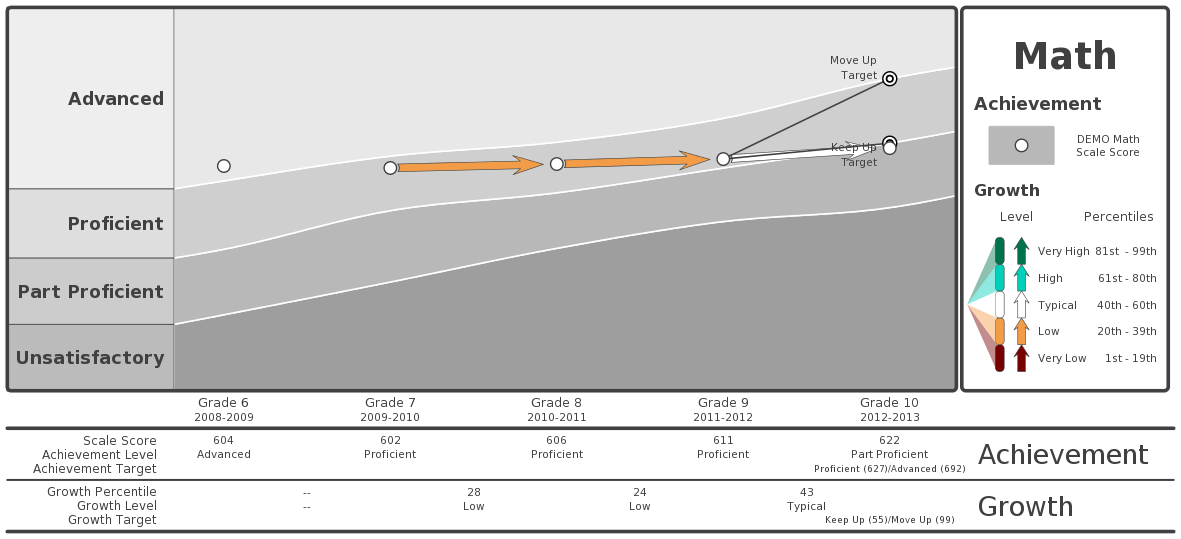 Advanced
Proficient
Part Proficient
Unsatisfactory
Move Up
Target
Keep Up
Target
Math
Achievement
DEMO Math
Scale Score
Growth
Level Percentiles
Very High 81st - 99th
High 61st - 80th
Typical 40th - 60th
Low 20th - 39th
Very Low 1st - 19th
Grade 6 Grade 7 Grade 8 Grade 9 Grade 10
2008-2009 2009-2010 2010-2011 2011-2012 2012-2013
Scale Score 604 602 606 611 622
Achievement Level Advanced Proficient Proficient Proficient Part Proficient
Achievement Target Proficient (627)/Advanced (692)
Achievement
Growth Percentile -- 28 24 43
Growth Level -- Low Low Typical
Growth Target Keep Up (55)/Move Up (99)
Growth